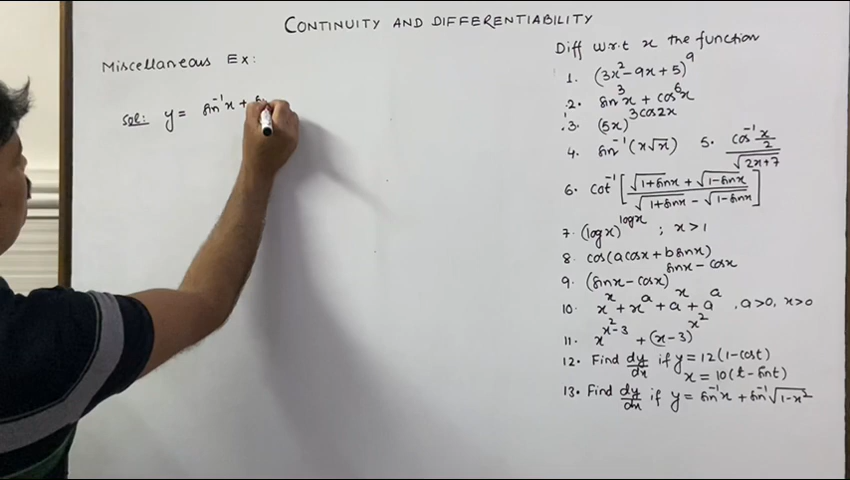 CONTINUITY AND DIFFERENTIABILITY
Miscellaneous Ex:
Sol: y = sin⁻¹x + s
Diff w.r.t x the function
1. (3x² - 9x + 5)⁹
2. sin³x + cos⁶x
3. (5x)^3cos2x
4. sin⁻¹(x√x) 5. cos⁻¹ x/2 / √2x+7
6. cot⁻¹[√1+sinx + √1-sinx / √1+sinx - √1-sinx]
7. (logx)^logx ; x > 1
8. cos(a cosx + b sinx)
9. (sinx - cosx)^sinx - cosx
10. x^x + x^a + a^x + a^a , a>0, x>0
11. x^x²-3 + (x-3)^x²
12. Find dy/dx if y = 12(1-cost)
x = 10(t - sint)
13. Find dy/dx if y = sin⁻¹x + sin⁻¹√1-x²